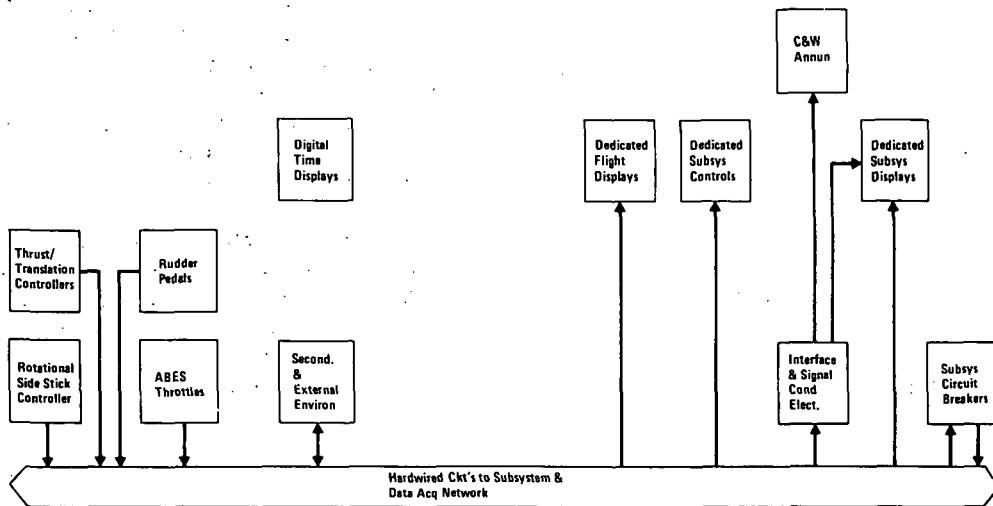 C&W
Annun
Digital
Time
Displays
Dedicated
Flight
Displays
Dedicated
Subsys
Controls
Dedicated
Subsys
Displays
Thrust/
Translation
Controllers
Rudder
Pedals
Rotational
Side Stick
Controller
ABES
Throttles
Second.
&
External
Environ
Interface
& Signal
Cond
Elect.
Subsys
Circuit
Breakers
Hardwired Ckt's to Subsystem &
Data Acq Network